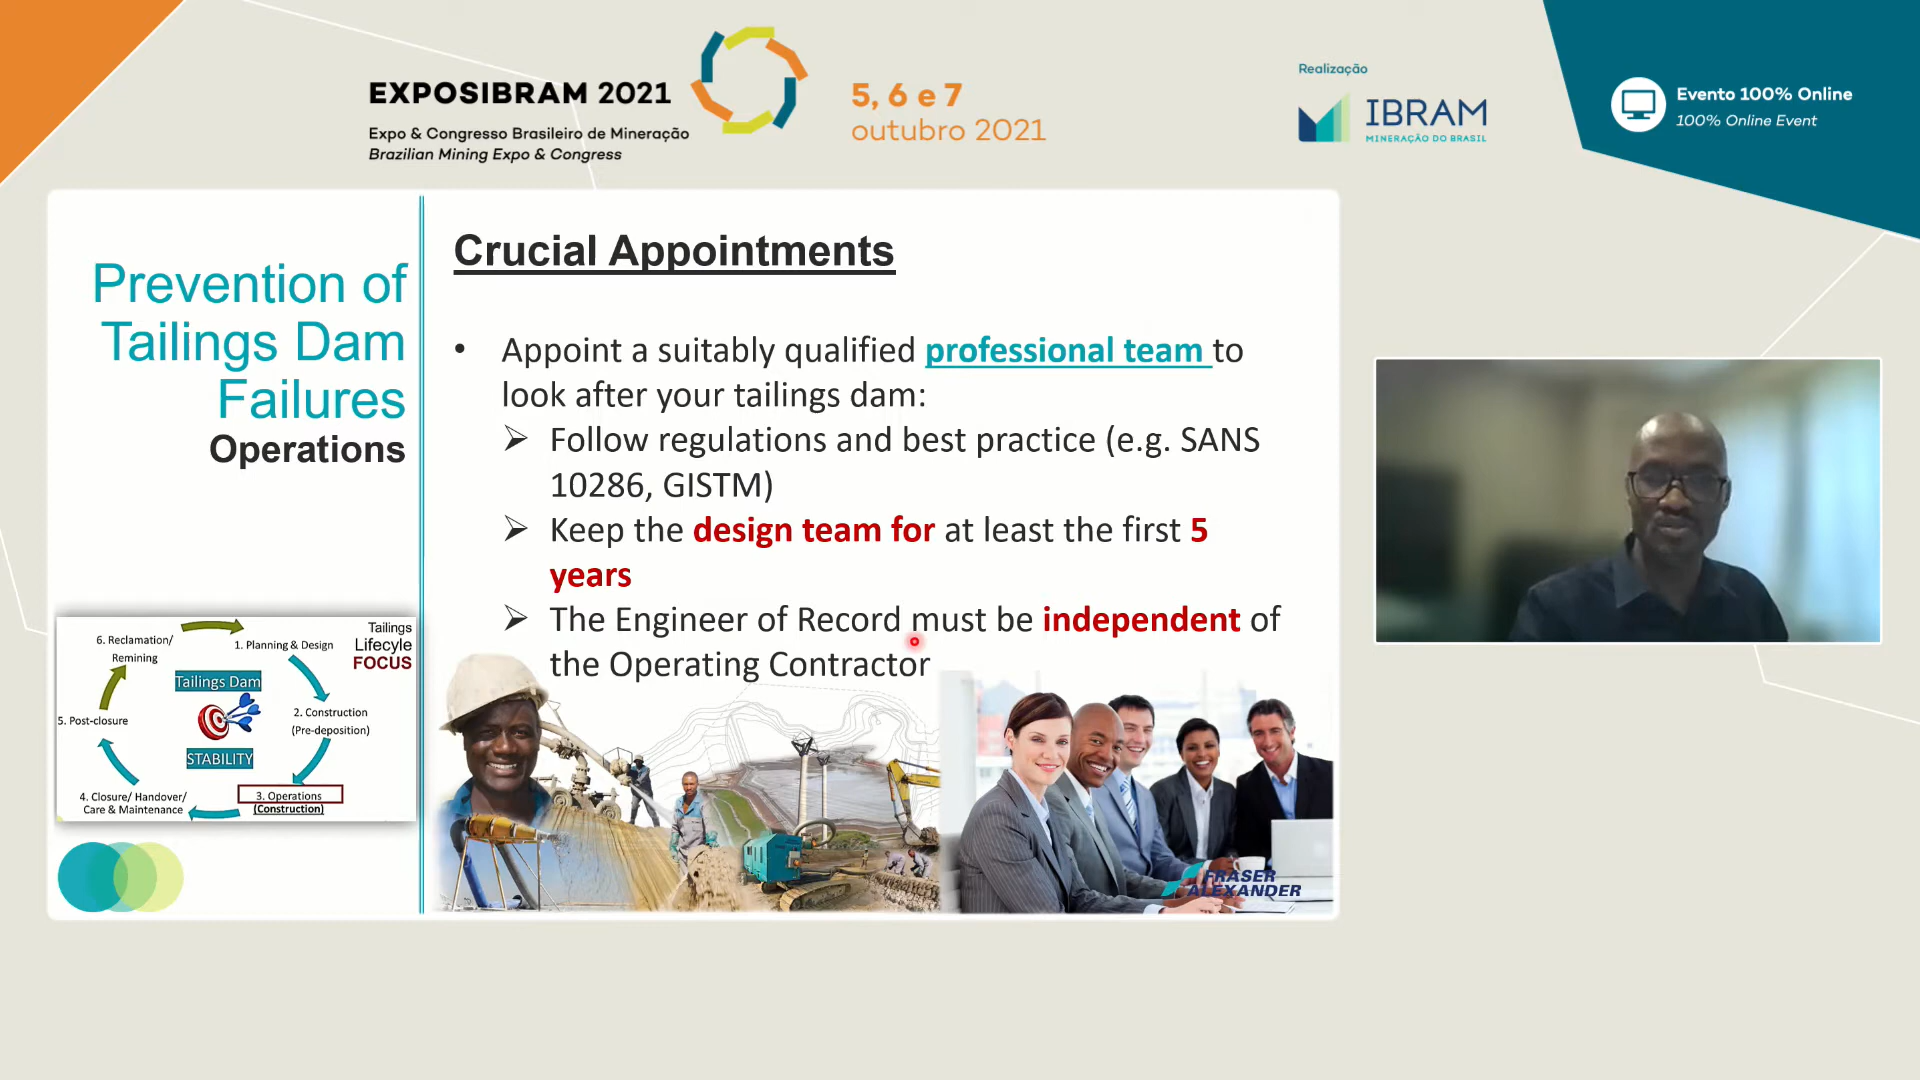 EXPOSIBRAM 2021
Expo & Congresso Brasileiro de Mineração
Brazilian Mining Expo & Congress
5, 6 e 7
outubro 2021
Realização
IBRAM
MINERAÇÃO DO BRASIL
Evento 100% Online
100% Online Event
Prevention of
Tailings Dam
Failures
Operations
Crucial Appointments
• Appoint a suitably qualified professional team to
look after your tailings dam:
➢ Follow regulations and best practice (e.g. SANS
10286, GISTM)
➢ Keep the design team for at least the first 5
years
➢ The Engineer of Record must be independent of
the Operating Contractor
Tailings
Lifecyle
FOCUS
6. Reclamation/
Remining
1. Planning & Design
Tailings Dam
STABILITY
2. Construction
(Pre-deposition)
3. Operations
(Construction)
4. Closure/ Handover/
Care & Maintenance
5. Post-closure
FRASER
ALEXANDER